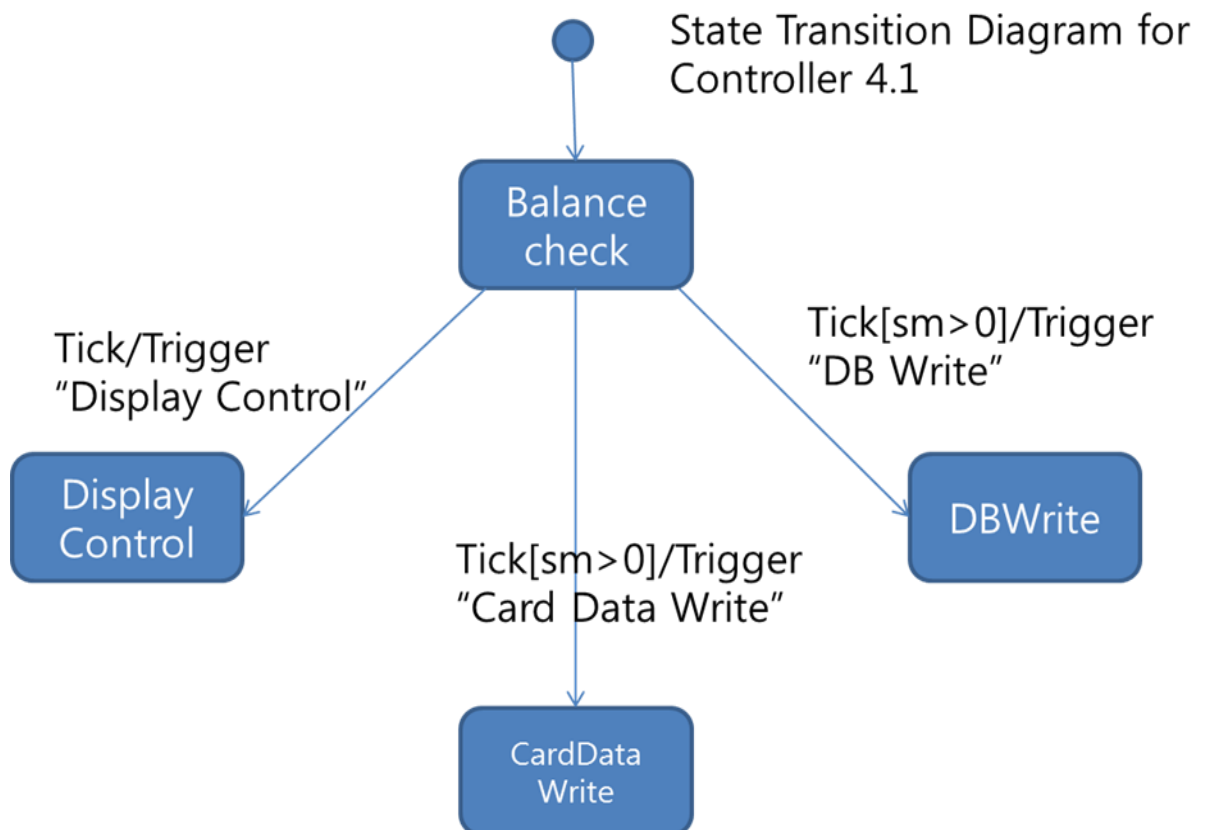 State Transition Diagram for
Controller 4.1
Balance
check
Tick/Trigger
“Display Control”
Tick[sm>0]/Trigger
“DB Write”
Display
Control
DBWrite
Tick[sm>0]/Trigger
“Card Data Write”
CardData
Write